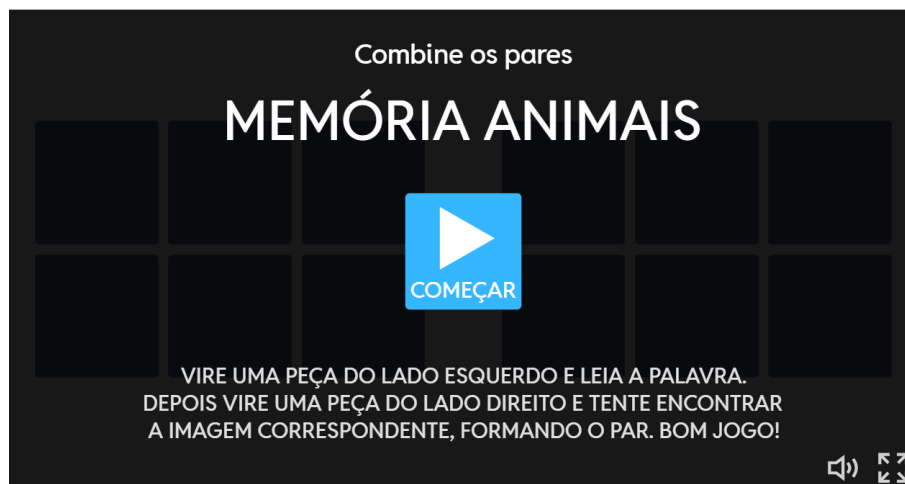 Combine os pares
MEMÓRIA ANIMAIS
COMEÇAR
VIRE UMA PEÇA DO LADO ESQUERDO E LEIA A PALAVRA.
DEPOIS VIRE UMA PEÇA DO LADO DIREITO E TENTE ENCONTRAR
A IMAGEM CORRESPONDENTE, FORMANDO O PAR. BOM JOGO!